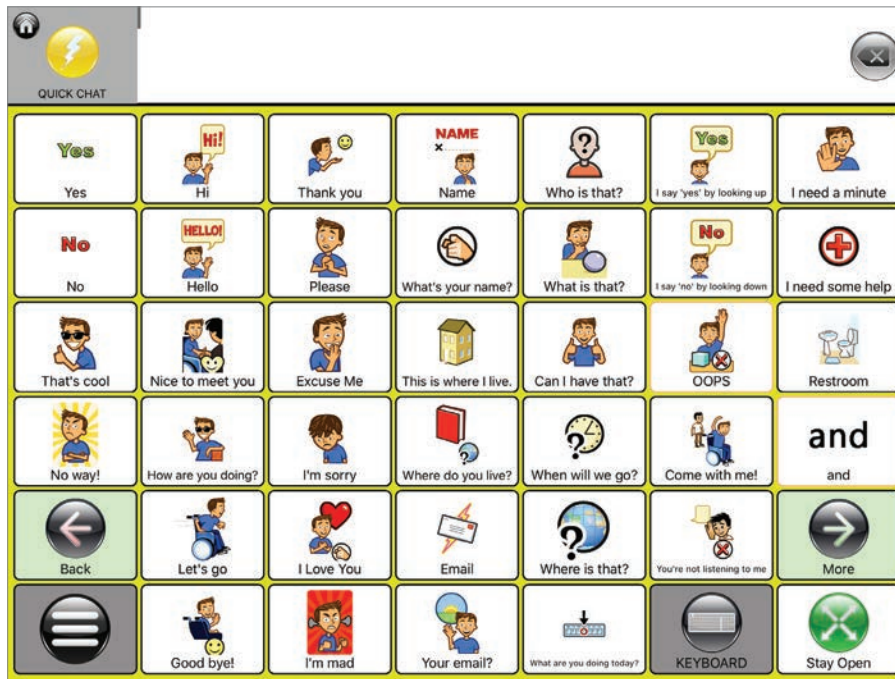 QUICK CHAT
Yes
Yes
Hi!
Hi
Thank you
NAME
x
Name
?
Who is that?
Yes
I say 'yes' by looking up
I need a minute
No
No
HELLO!
Hello
Please
What's your name?
What is that?
No
I say 'no' by looking down
I need some help
That's cool
Nice to meet you
Excuse Me
This is where I live.
Can I have that?
OOPS
Restroom
No way!
How are you doing?
I'm sorry
?
Where do you live?
?
When will we go?
Come with me!
and
and
Back
Let's go
I Love You
Email
?
Where is that?
You're not listening to me
More
Good bye!
I'm mad
Your email?
What are you doing today?
KEYBOARD
Stay Open